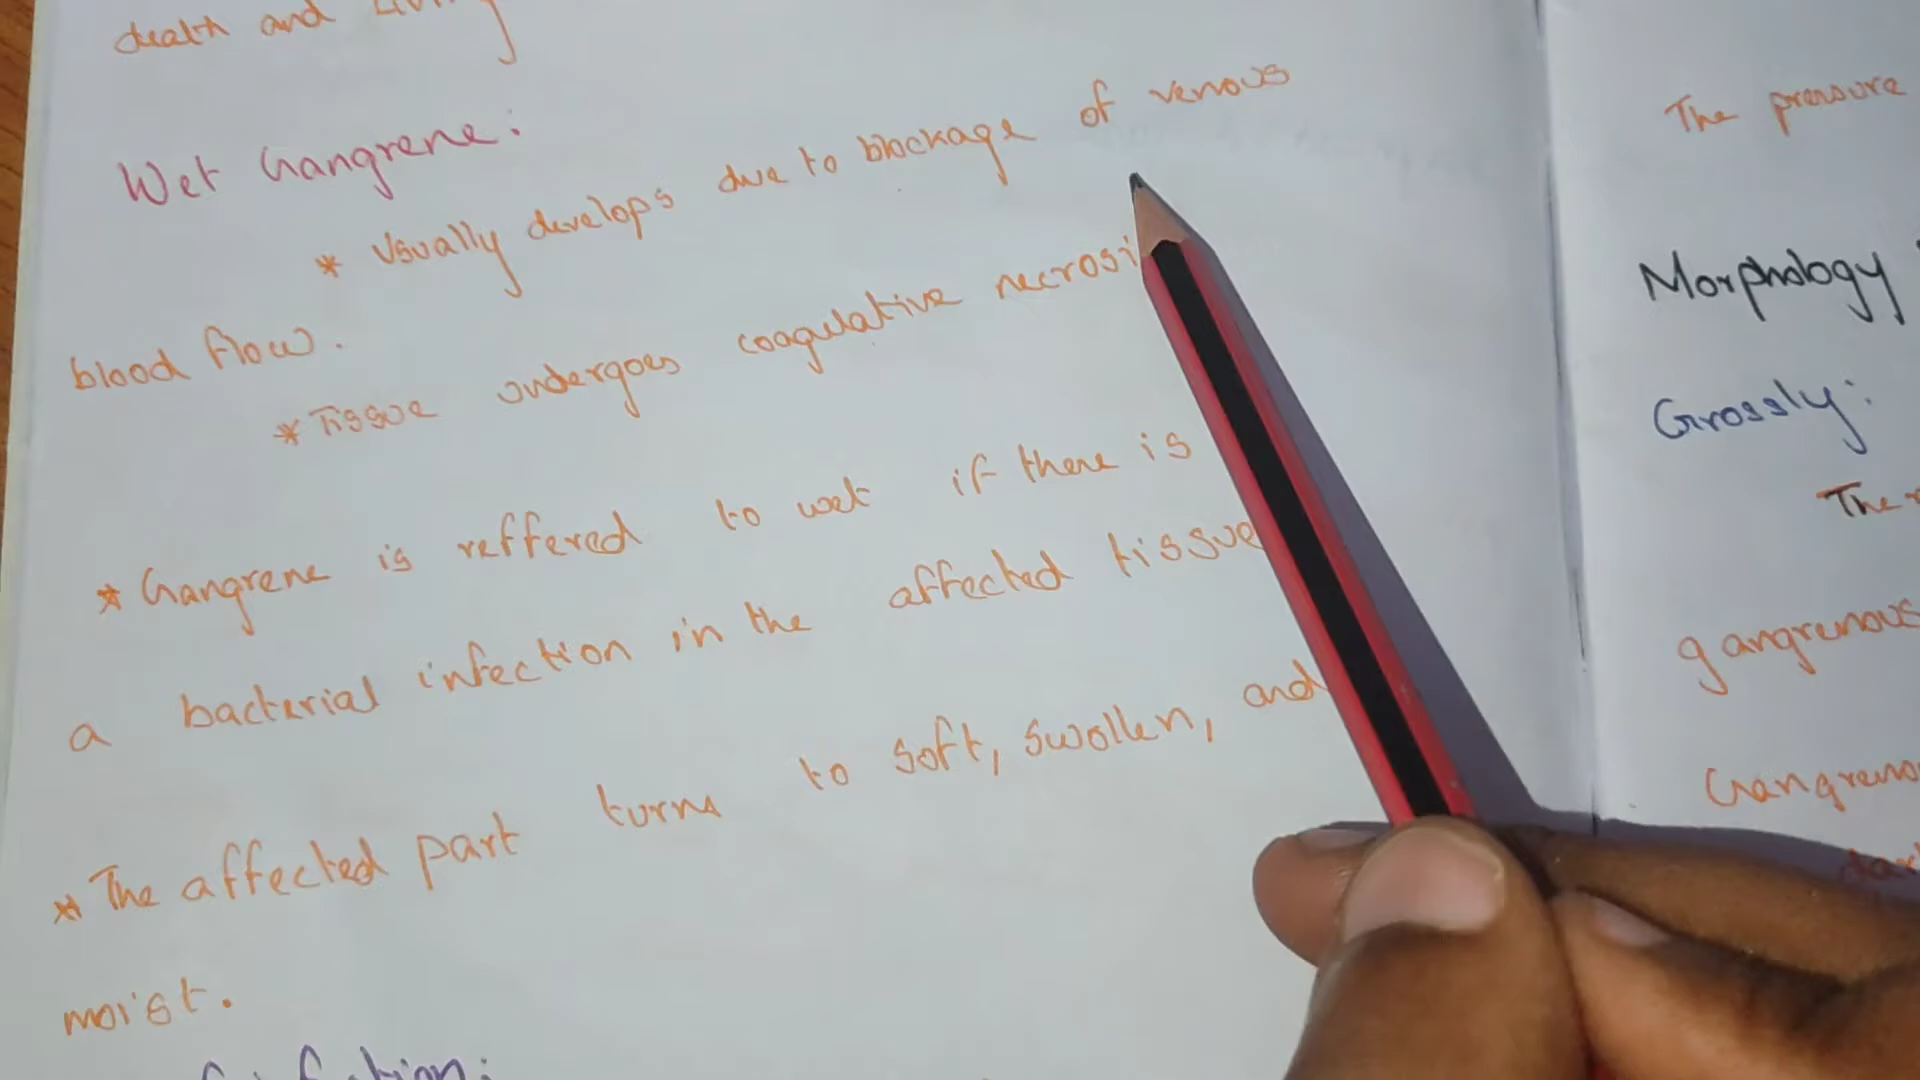 death and Living
Wet Gangrene:
* Usually develops due to blockage of venous
blood flow.
* Tissue undergoes coagulative necrosi
* Gangrene is reffered to wet if there is
a bacterial infection in the affected tissue
* The affected part turns to soft, swollen, and
moist.
The pressure
Morphology
Grossly:
The
gangrenous
Gangreno